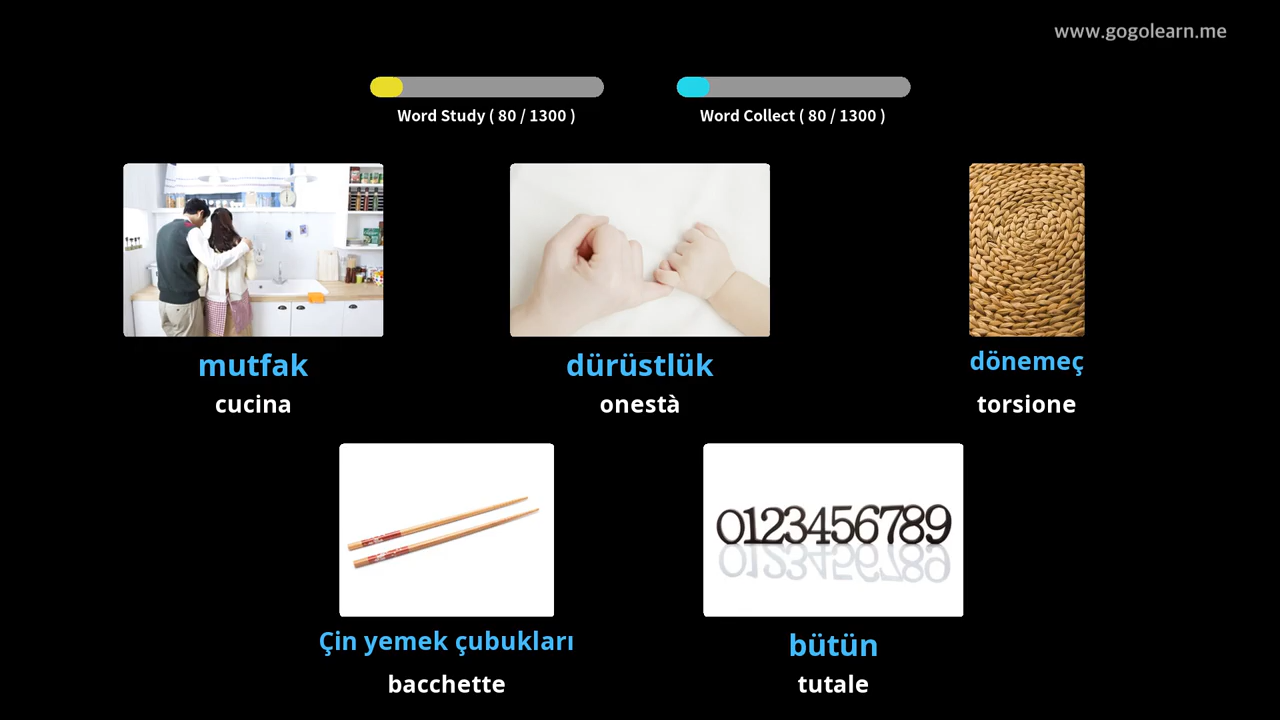 www.gogolearn.me
Word Study ( 80 / 1300 )
Word Collect ( 80 / 1300 )
mutfak
cucina
dürüstlük
onestà
dönemeç
torsione
Çin yemek çubukları
bacchette
0123456789
bütün
tutale